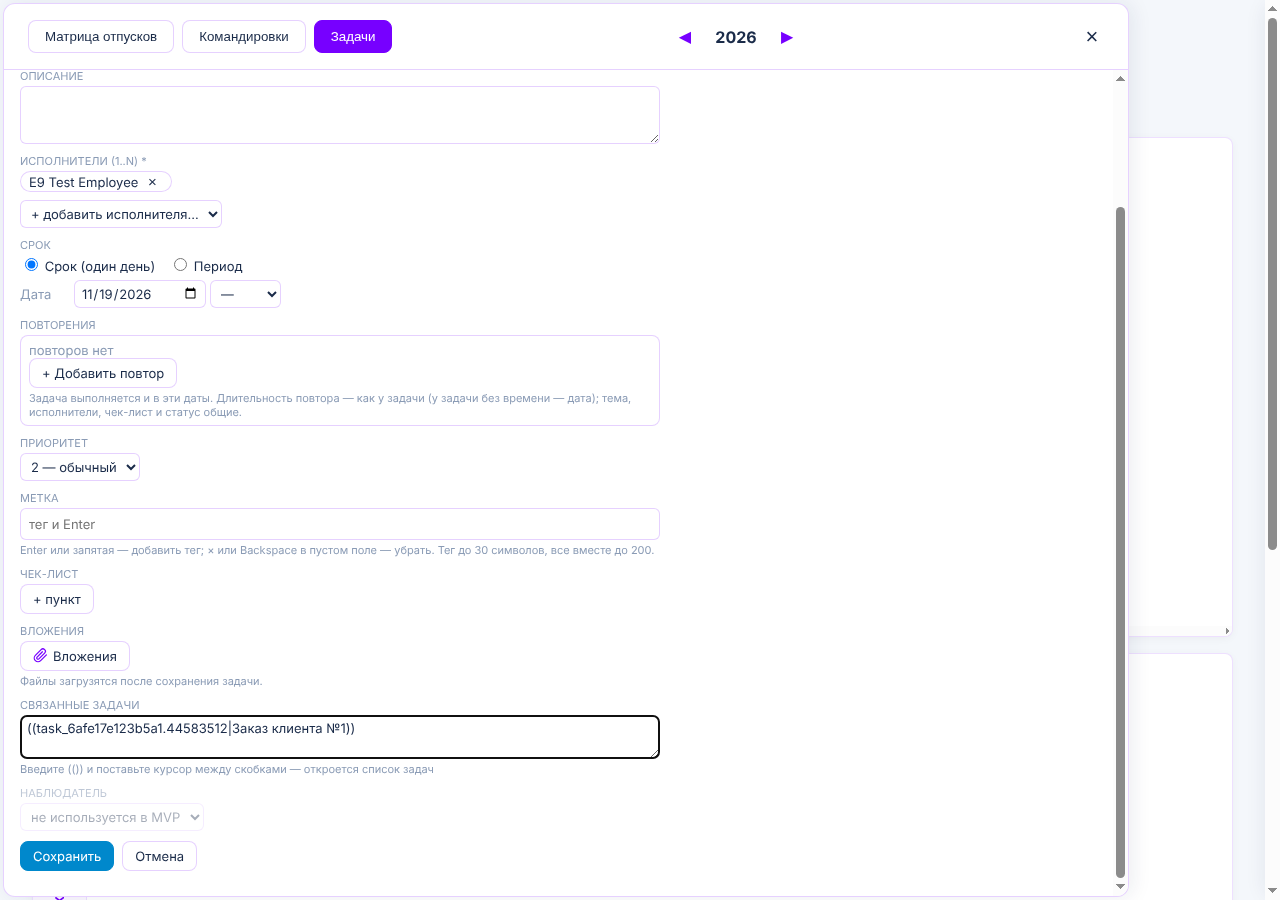 Матрица отпусков
Командировки
Задачи
◀ 2026 ▶
×
ОПИСАНИЕ
ИСПОЛНИТЕЛИ (1..N) *
E9 Test Employee ×
+ добавить исполнителя...
СРОК
Срок (один день)
Период
Дата
11/19/2026
—
ПОВТОРЕНИЯ
повторов нет
+ Добавить повтор
Задача выполняется и в эти даты. Длительность повтора — как у задачи (у задачи без времени — дата); тема,
исполнители, чек-лист и статус общие.
ПРИОРИТЕТ
2 — обычный
МЕТКА
тег и Enter
Enter или запятая — добавить тег; × или Backspace в пустом поле — убрать. Тег до 30 символов, все вместе до 200.
ЧЕК-ЛИСТ
+ пункт
ВЛОЖЕНИЯ
Вложения
Файлы загрузятся после сохранения задачи.
СВЯЗАННЫЕ ЗАДАЧИ
((task_6afe17e123b5a1.44583512|Заказ клиента №1))
Введите (()) и поставьте курсор между скобками — откроется список задач
НАБЛЮДАТЕЛЬ
не используется в MVP
Сохранить
Отмена